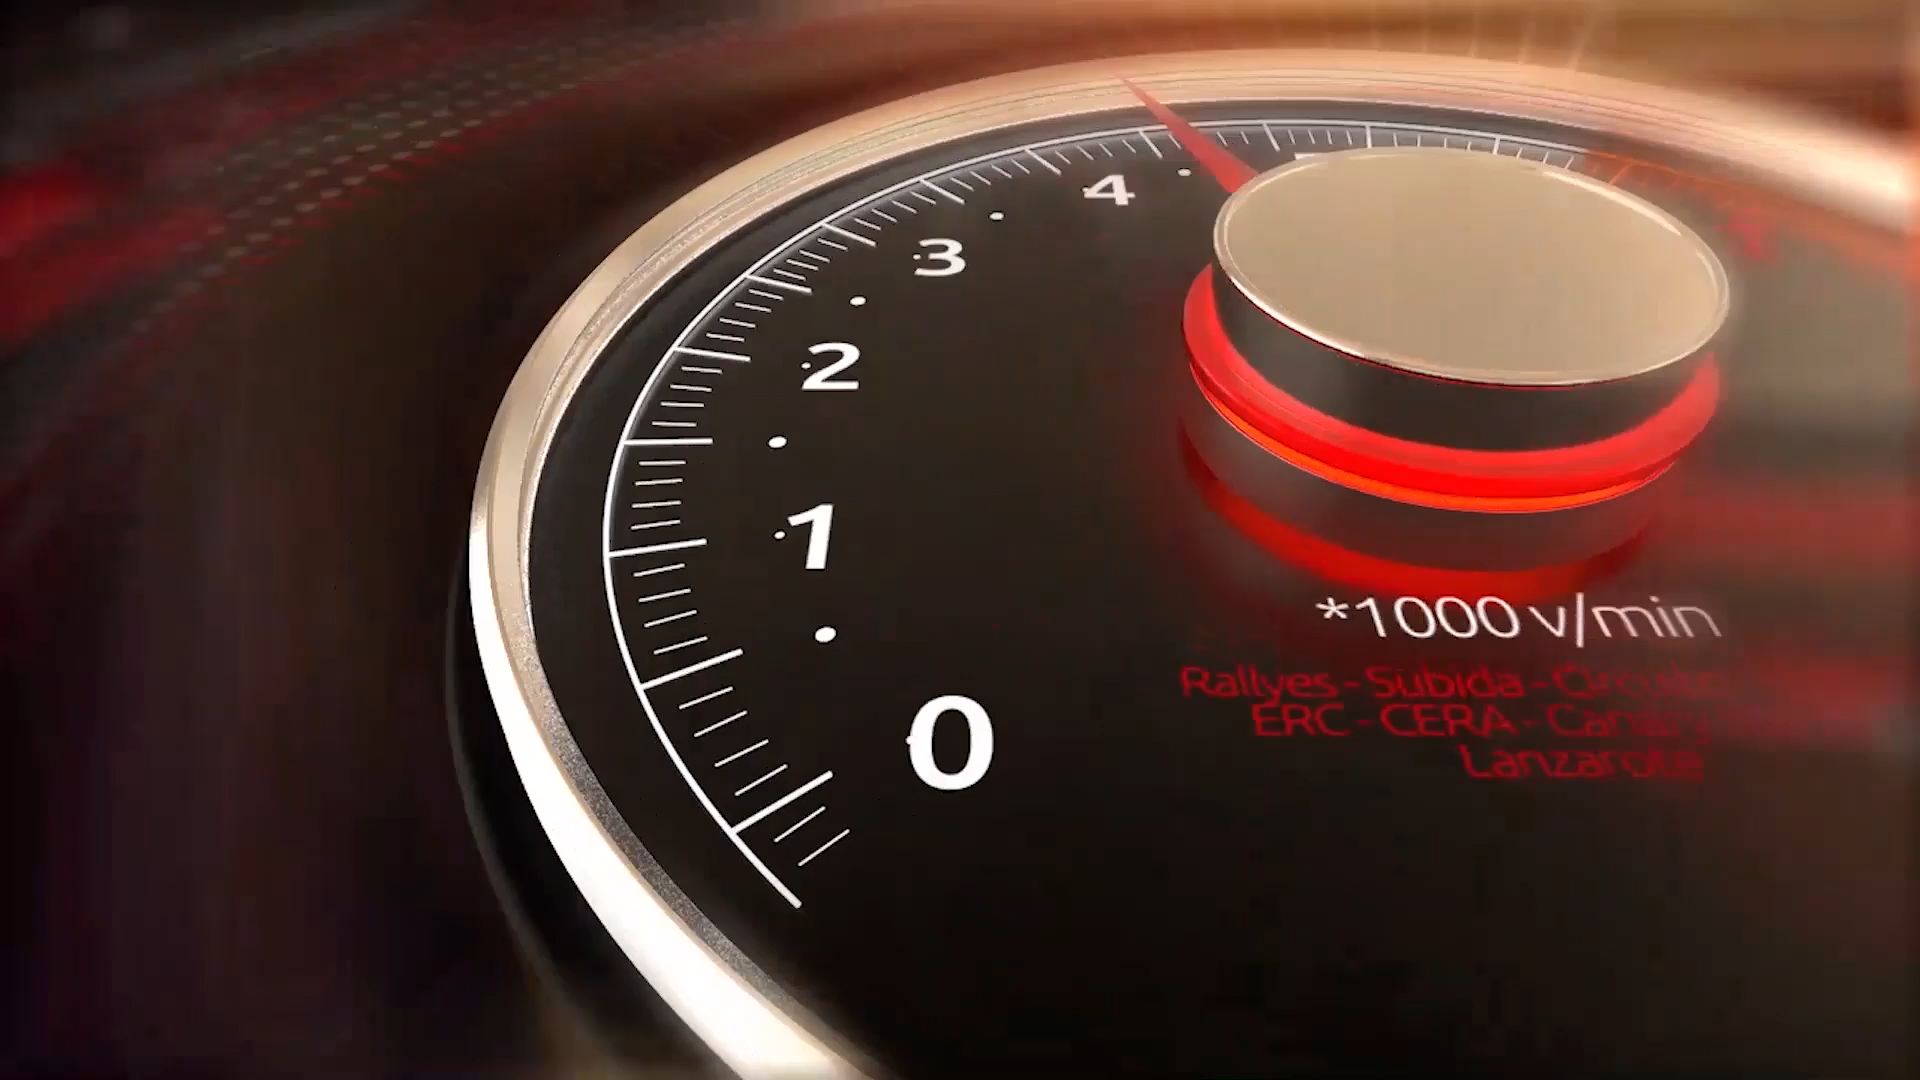 4
3
2
1
0
*1000 v/min
Rallyes - Subida -
ERC - CERA -
Lanzarote